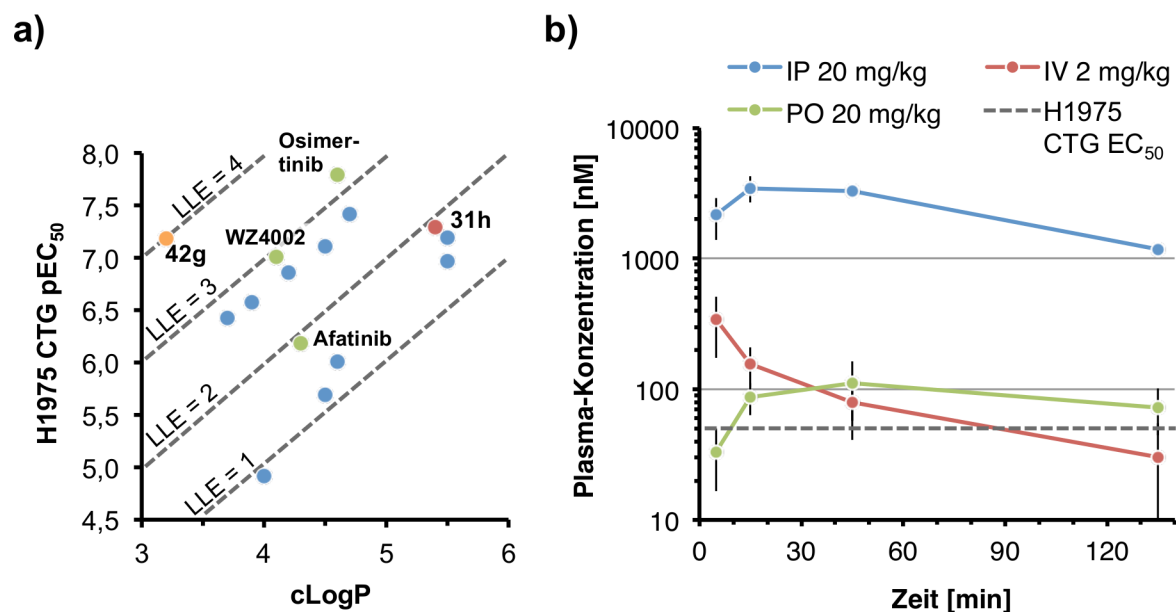 a)
8,0
7,5
7,0
6,5
6,0
5,5
5,0
4,5
H1975 CTG pEC50
LLE = 4
LLE = 3
LLE = 2
LLE = 1
Osimer-
tinib
WZ4002
42g
31h
Afatinib
3
4
5
6
cLogP
b)
IP 20 mg/kg
IV 2 mg/kg
PO 20 mg/kg
H1975
CTG EC50
10000
1000
100
10
Plasma-Konzentration [nM]
0
30
60
90
120
Zeit [min]